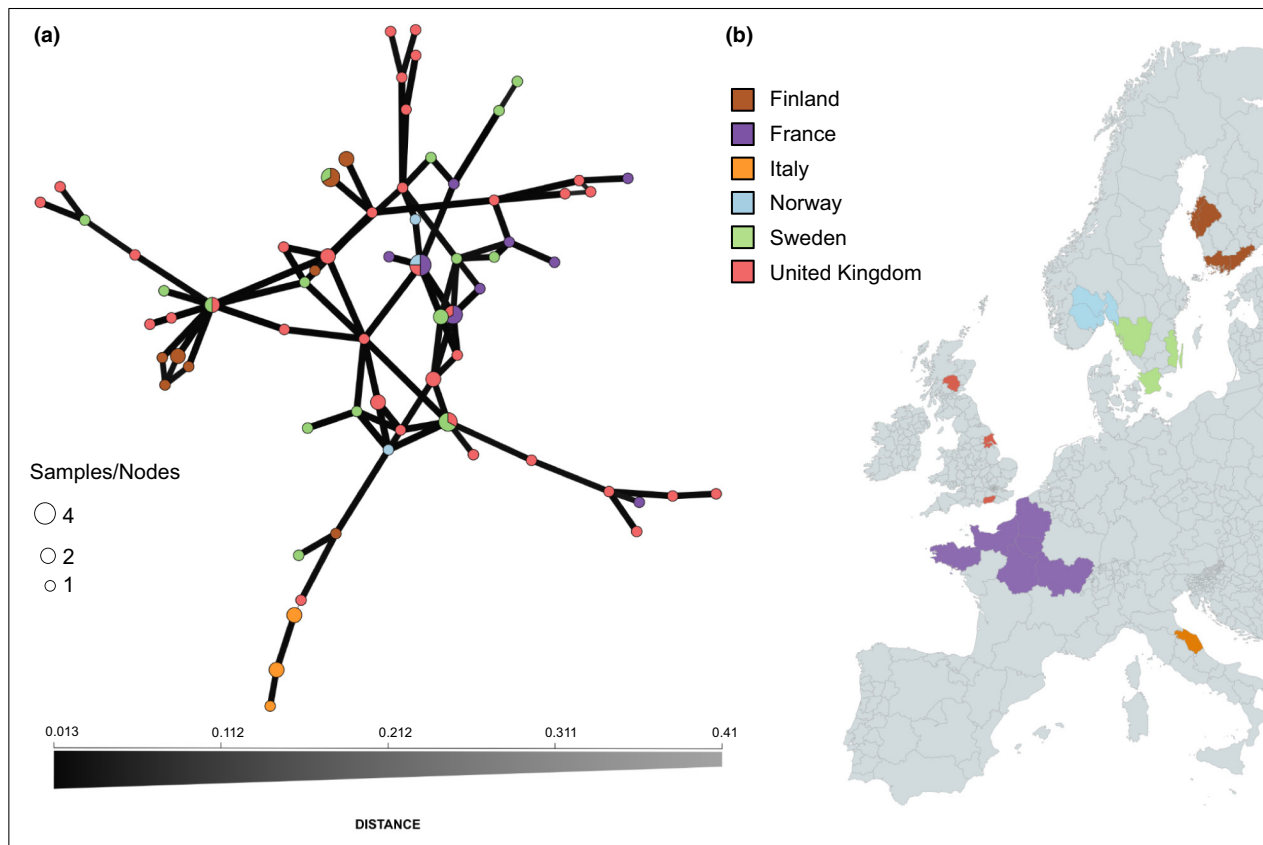 (a)
(b)
Finland
France
Italy
Norway
Sweden
United Kingdom
Samples/Nodes
4
2
1
0.013 0.112 0.212 0.311 0.41
DISTANCE